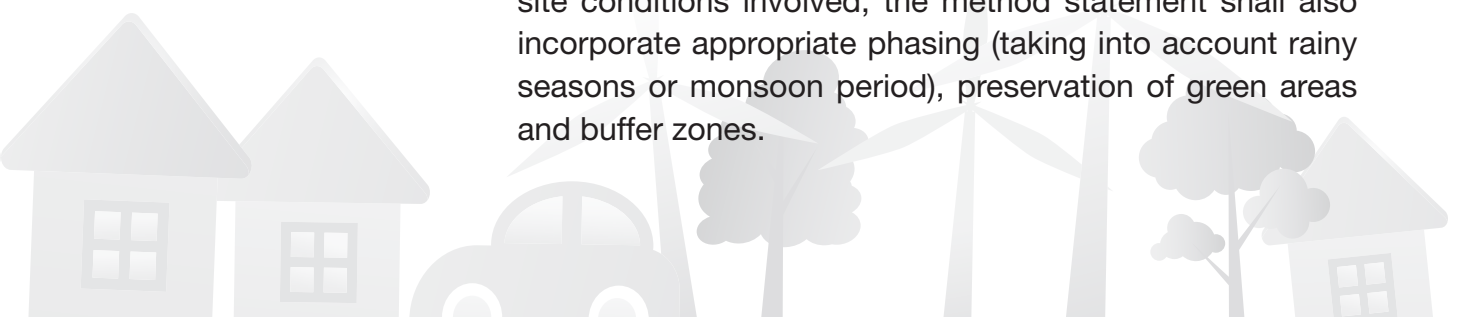 site conditions involved, the method statement shall also
incorporate appropriate phasing (taking into account rainy
seasons or monsoon period), preservation of green areas
and buffer zones.